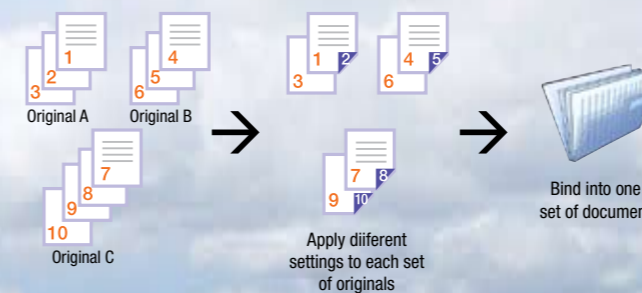 1
2
3
Original A
4
5
6
Original B
7
8
9
10
Original C
1 2
3
4 5
6
7 8
9 10
Apply diiferent
settings to each set
of originals
Bind into one
set of documen